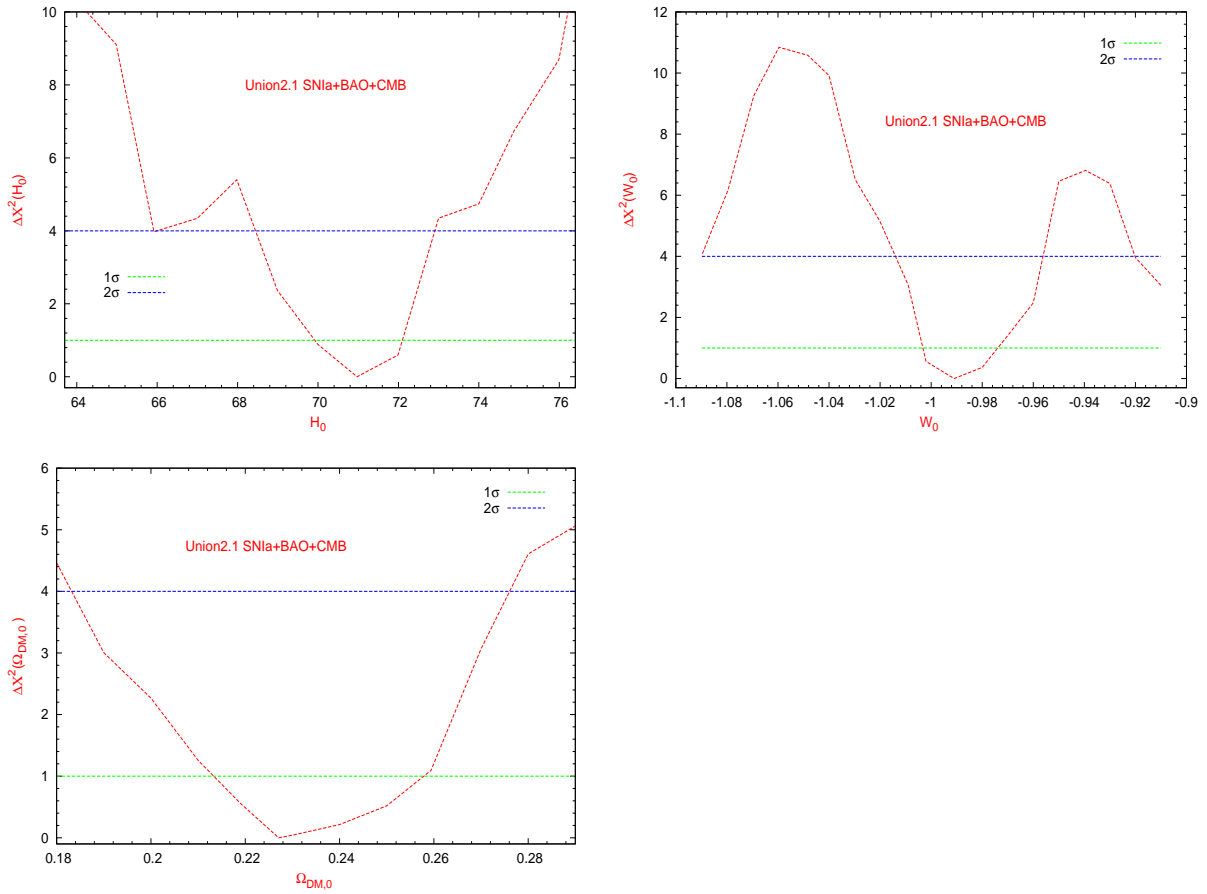 10
8
6
4
2
0
ΔX²(H₀)
Union2.1 SNIa+BAO+CMB
1σ
2σ
64 66 68 70 72 74 76
H₀
12
10
8
6
4
2
0
ΔX²(W₀)
1σ
2σ
Union2.1 SNIa+BAO+CMB
-1.1 -1.08 -1.06 -1.04 -1.02 -1 -0.98 -0.96 -0.94 -0.92 -0.9
W₀
6
5
4
3
2
1
0
ΔX²(Ω_DM,0)
1σ
2σ
Union2.1 SNIa+BAO+CMB
0.18 0.2 0.22 0.24 0.26 0.28
Ω_DM,0